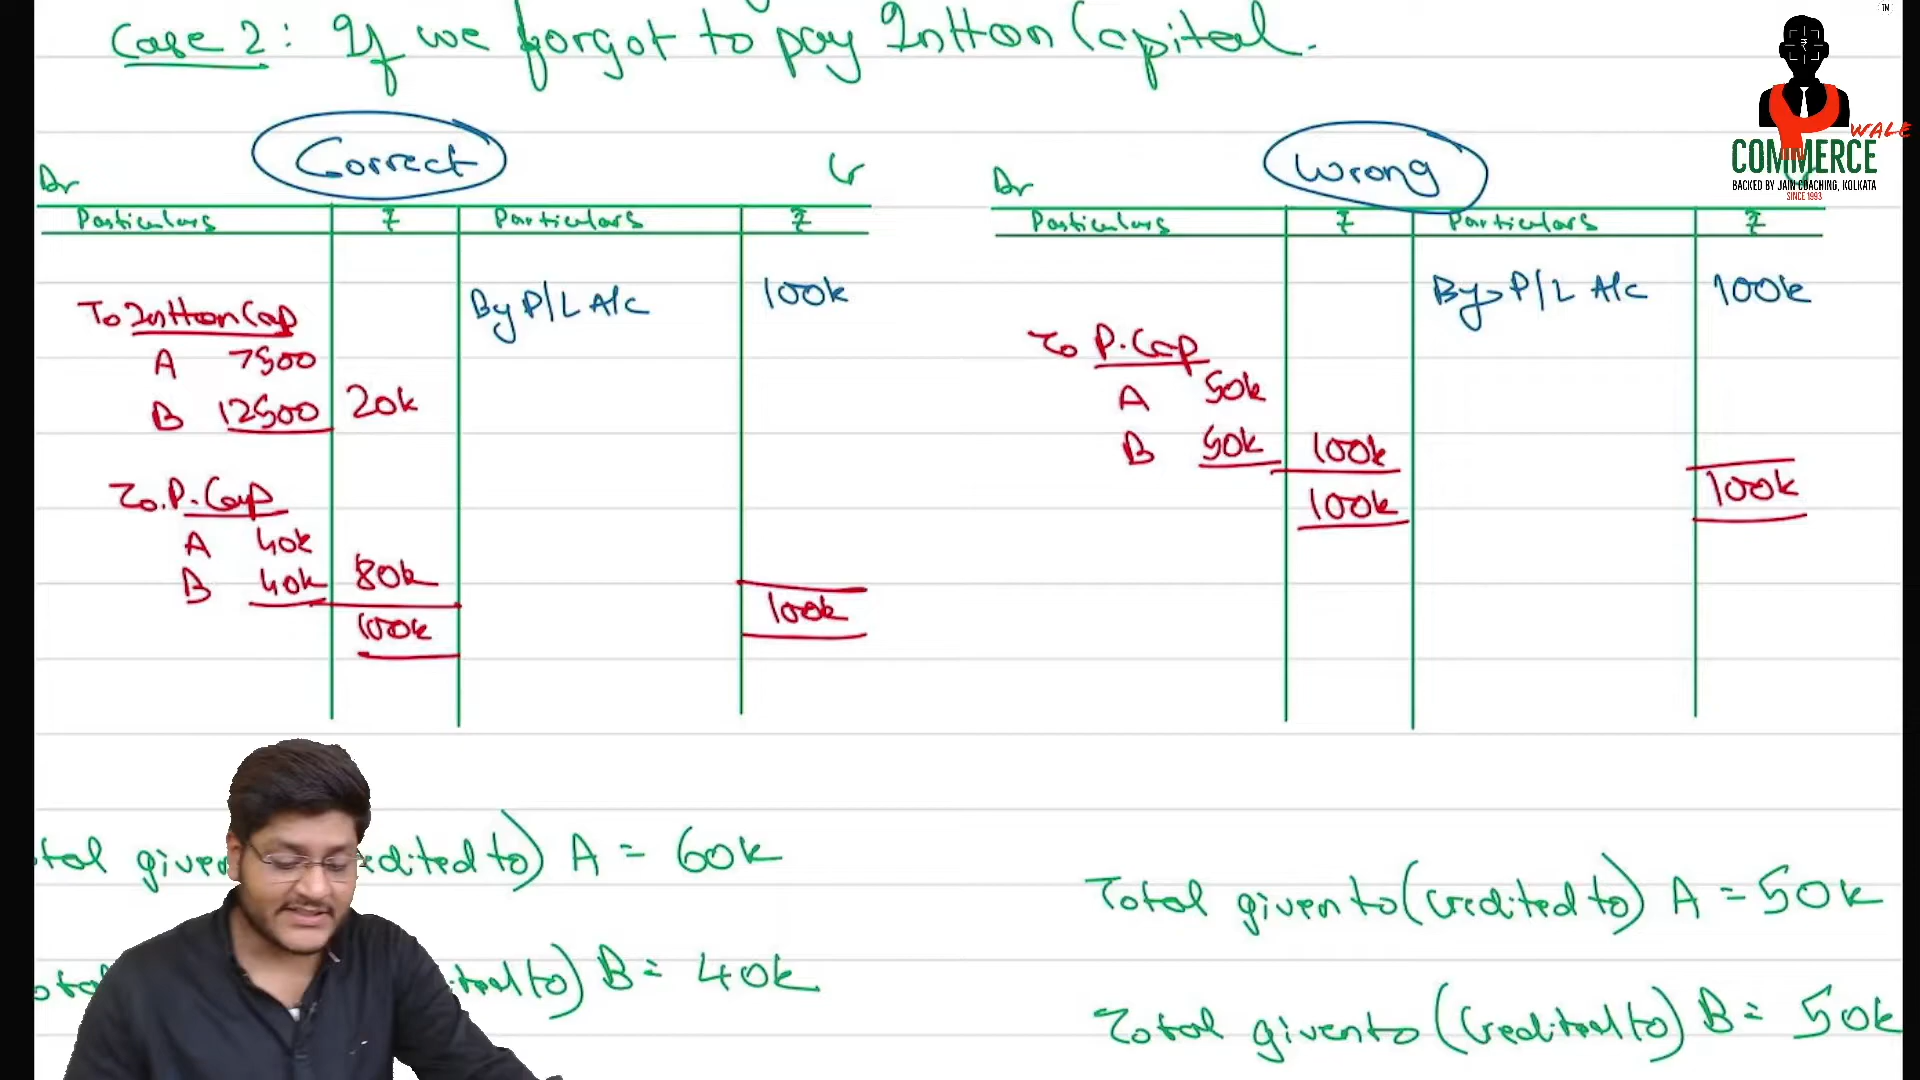 Case 2: If we forgot to pay Int on Capital.
Correct
Dr Cr
Particulars ₹ Particulars ₹
To Int on Cap
By P/L A/c 100k
A 7500
B 12500 20k
To P. Cap
A 40k
B 40k 80k
100k 100k
Wrong
Dr
Particulars ₹ Particulars ₹
By P/L A/c 100k
To P. Cap
A 50k
B 50k 100k
100k 100k
A = 60k
B = 40k
Total given to (credited to) A = 50k
Total given to (credited to) B = 50k
TM
WALE
COMMERCE
BACKED BY JAIN COACHING, KOLKATA
SINCE 1993